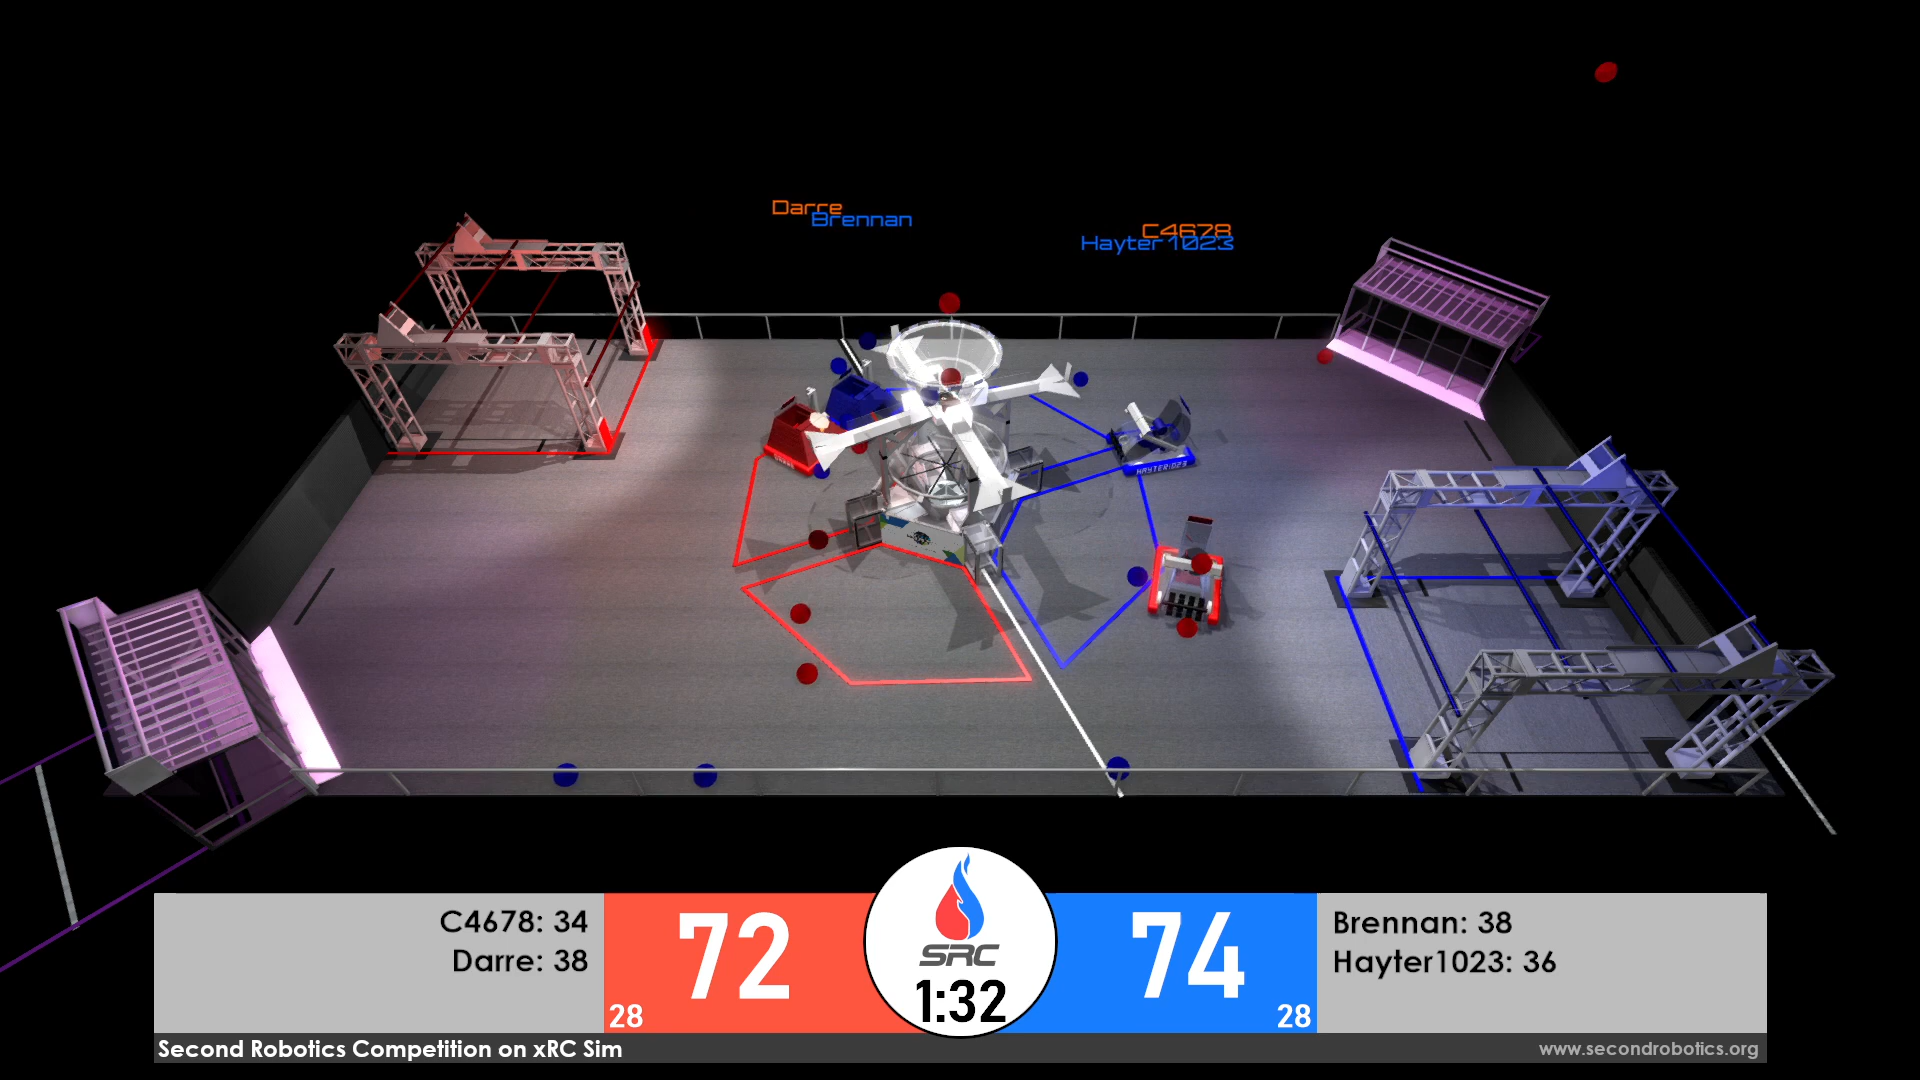 Darre
Brennan
C4678
Hayter1023
HAYTER1023
C4678: 34
Darre: 38
28
72
SRC
1:32
74
28
Brennan: 38
Hayter1023: 36
Second Robotics Competition on xRC Sim
www.secondrobotics.org